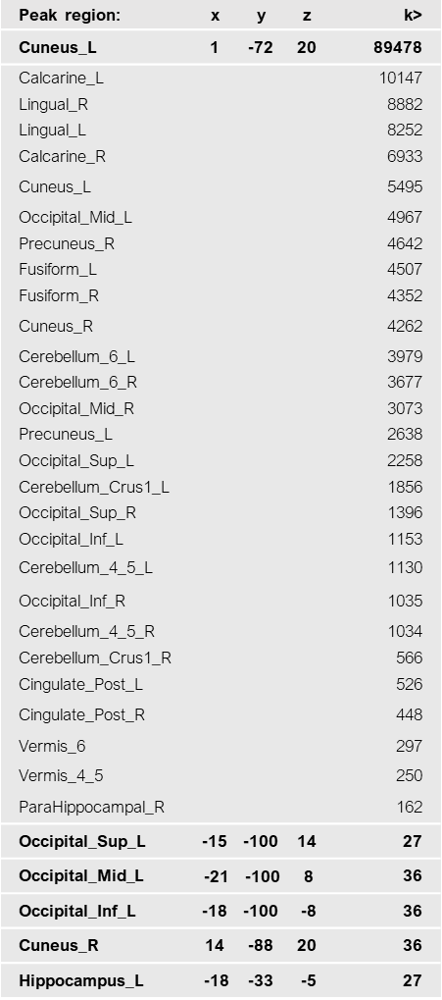 Peak region: x y z k>
Cuneus_L 1 -72 20 89478
Calcarine_L 10147
Lingual_R 8882
Lingual_L 8252
Calcarine_R 6933
Cuneus_L 5495
Occipital_Mid_L 4967
Precuneus_R 4642
Fusiform_L 4507
Fusiform_R 4352
Cuneus_R 4262
Cerebellum_6_L 3979
Cerebellum_6_R 3677
Occipital_Mid_R 3073
Precuneus_L 2638
Occipital_Sup_L 2258
Cerebellum_Crus1_L 1856
Occipital_Sup_R 1396
Occipital_Inf_L 1153
Cerebellum_4_5_L 1130
Occipital_Inf_R 1035
Cerebellum_4_5_R 1034
Cerebellum_Crus1_R 566
Cingulate_Post_L 526
Cingulate_Post_R 448
Vermis_6 297
Vermis_4_5 250
ParaHippocampal_R 162
Occipital_Sup_L -15 -100 14 27
Occipital_Mid_L -21 -100 8 36
Occipital_Inf_L -18 -100 -8 36
Cuneus_R 14 -88 20 36
Hippocampus_L -18 -33 -5 27